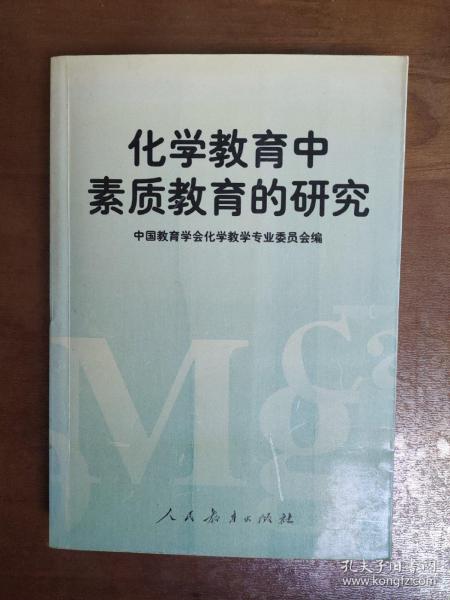 化学教育中
素质教育的研究
中国教育学会化学教学专业委员会编
Mg
Ca
人民教育出版社
孔夫子旧书网
www.kongfz.com